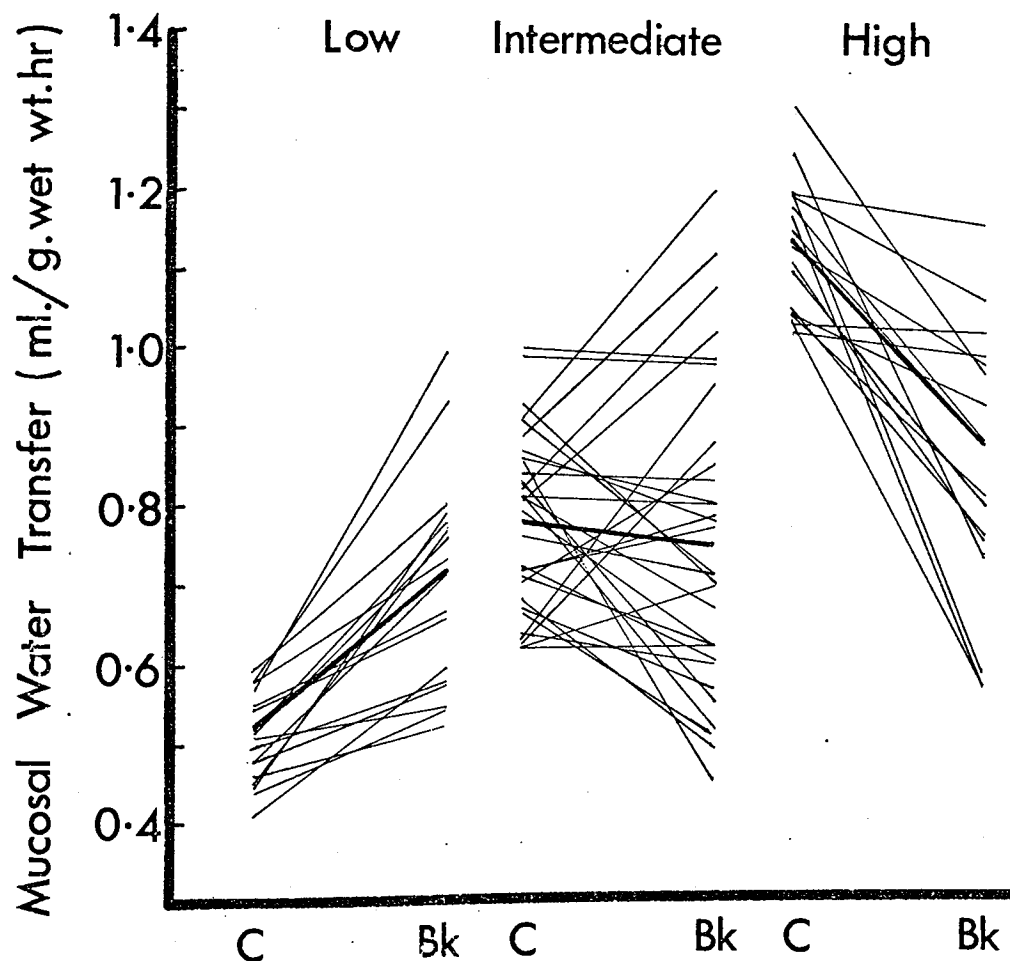 Low Intermediate High
Mucosal Water Transfer (ml./g.wet wt.hr)
1·4
1·2
1·0
0·8
0·6
0·4
C Bk C Bk C Bk